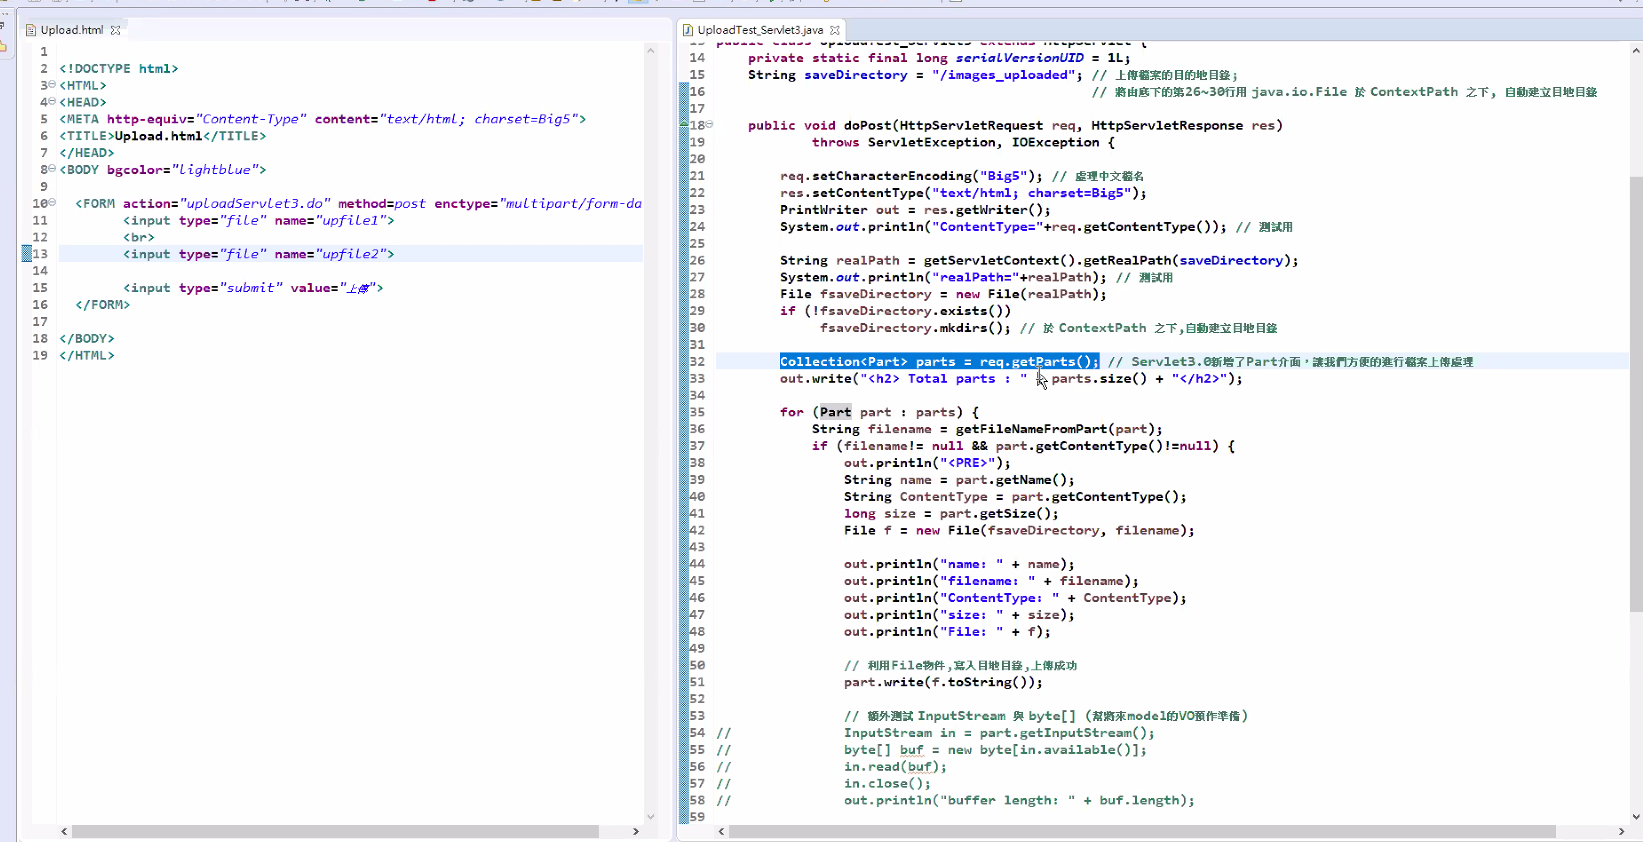 Upload.html
1
2 <!DOCTYPE html>
3 <HTML>
4 <HEAD>
5 <META http-equiv="Content-Type" content="text/html; charset=Big5">
6 <TITLE>Upload.html</TITLE>
7 </HEAD>
8 <BODY bgcolor="lightblue">
9
10 <FORM action="uploadServlet3.do" method=post enctype="multipart/form-da
11 <input type="file" name="upfile1">
12 <br>
13 <input type="file" name="upfile2">
14
15 <input type="submit" value="上傳">
16 </FORM>
17
18 </BODY>
19 </HTML>
UploadTest_Servlet3.java
13 public class UploadTest_Servlet3 extends HttpServlet {
14 private static final long serialVersionUID = 1L;
15 String saveDirectory = "/images_uploaded"; // 上傳檔案的目的地目錄;
16 // 將由底下的第26~30行用 java.io.File 於 ContextPath 之下, 自動建立目地目錄
17
18 public void doPost(HttpServletRequest req, HttpServletResponse res)
19 throws ServletException, IOException {
20
21 req.setCharacterEncoding("Big5"); // 處理中文檔名
22 res.setContentType("text/html; charset=Big5");
23 PrintWriter out = res.getWriter();
24 System.out.println("ContentType="+req.getContentType()); // 測試用
25
26 String realPath = getServletContext().getRealPath(saveDirectory);
27 System.out.println("realPath="+realPath); // 測試用
28 File fsaveDirectory = new File(realPath);
29 if (!fsaveDirectory.exists())
30 fsaveDirectory.mkdirs(); // 於 ContextPath 之下,自動建立目地目錄
31
32 Collection<Part> parts = req.getParts(); // Servlet3.0新增了Part介面，讓我們方便的進行檔案上傳處理
33 out.write("<h2> Total parts : " + parts.size() + "</h2>");
34
35 for (Part part : parts) {
36 String filename = getFileNameFromPart(part);
37 if (filename!= null && part.getContentType()!=null) {
38 out.println("<PRE>");
39 String name = part.getName();
40 String ContentType = part.getContentType();
41 long size = part.getSize();
42 File f = new File(fsaveDirectory, filename);
43
44 out.println("name: " + name);
45 out.println("filename: " + filename);
46 out.println("ContentType: " + ContentType);
47 out.println("size: " + size);
48 out.println("File: " + f);
49
50 // 利用File物件,寫入目地目錄,上傳成功
51 part.write(f.toString());
52
53 // 額外測試 InputStream 與 byte[] (幫將來model的VO預作準備)
54 // InputStream in = part.getInputStream();
55 // byte[] buf = new byte[in.available()];
56 // in.read(buf);
57 // in.close();
58 // out.println("buffer length: " + buf.length);
59